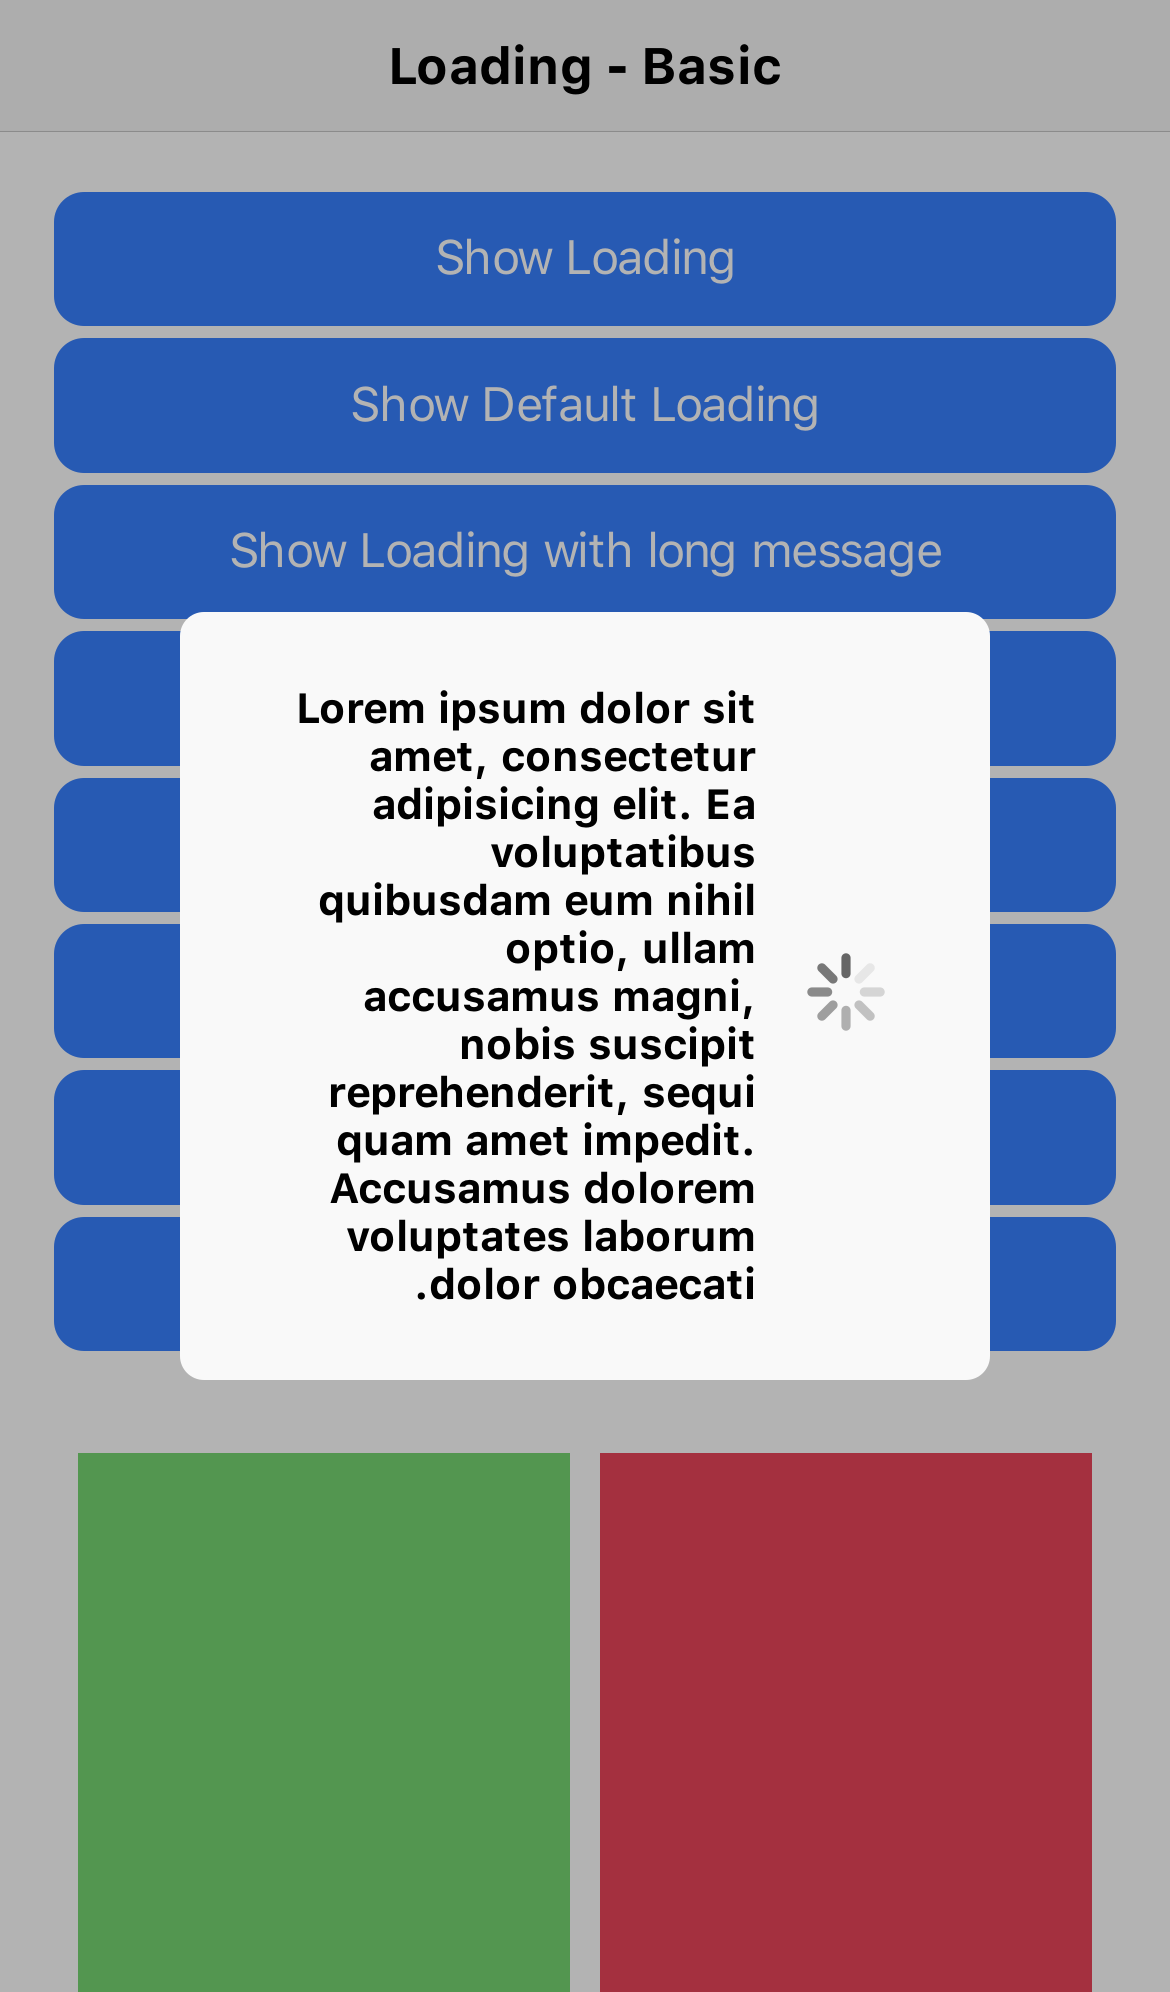 Loading - Basic
Show Loading
Show Default Loading
Show Loading with long message
Lorem ipsum dolor sit
amet, consectetur
adipisicing elit. Ea
voluptatibus
quibusdam eum nihil
optio, ullam
accusamus magni,
nobis suscipit
reprehenderit, sequi
quam amet impedit.
Accusamus dolorem
voluptates laborum
.dolor obcaecati